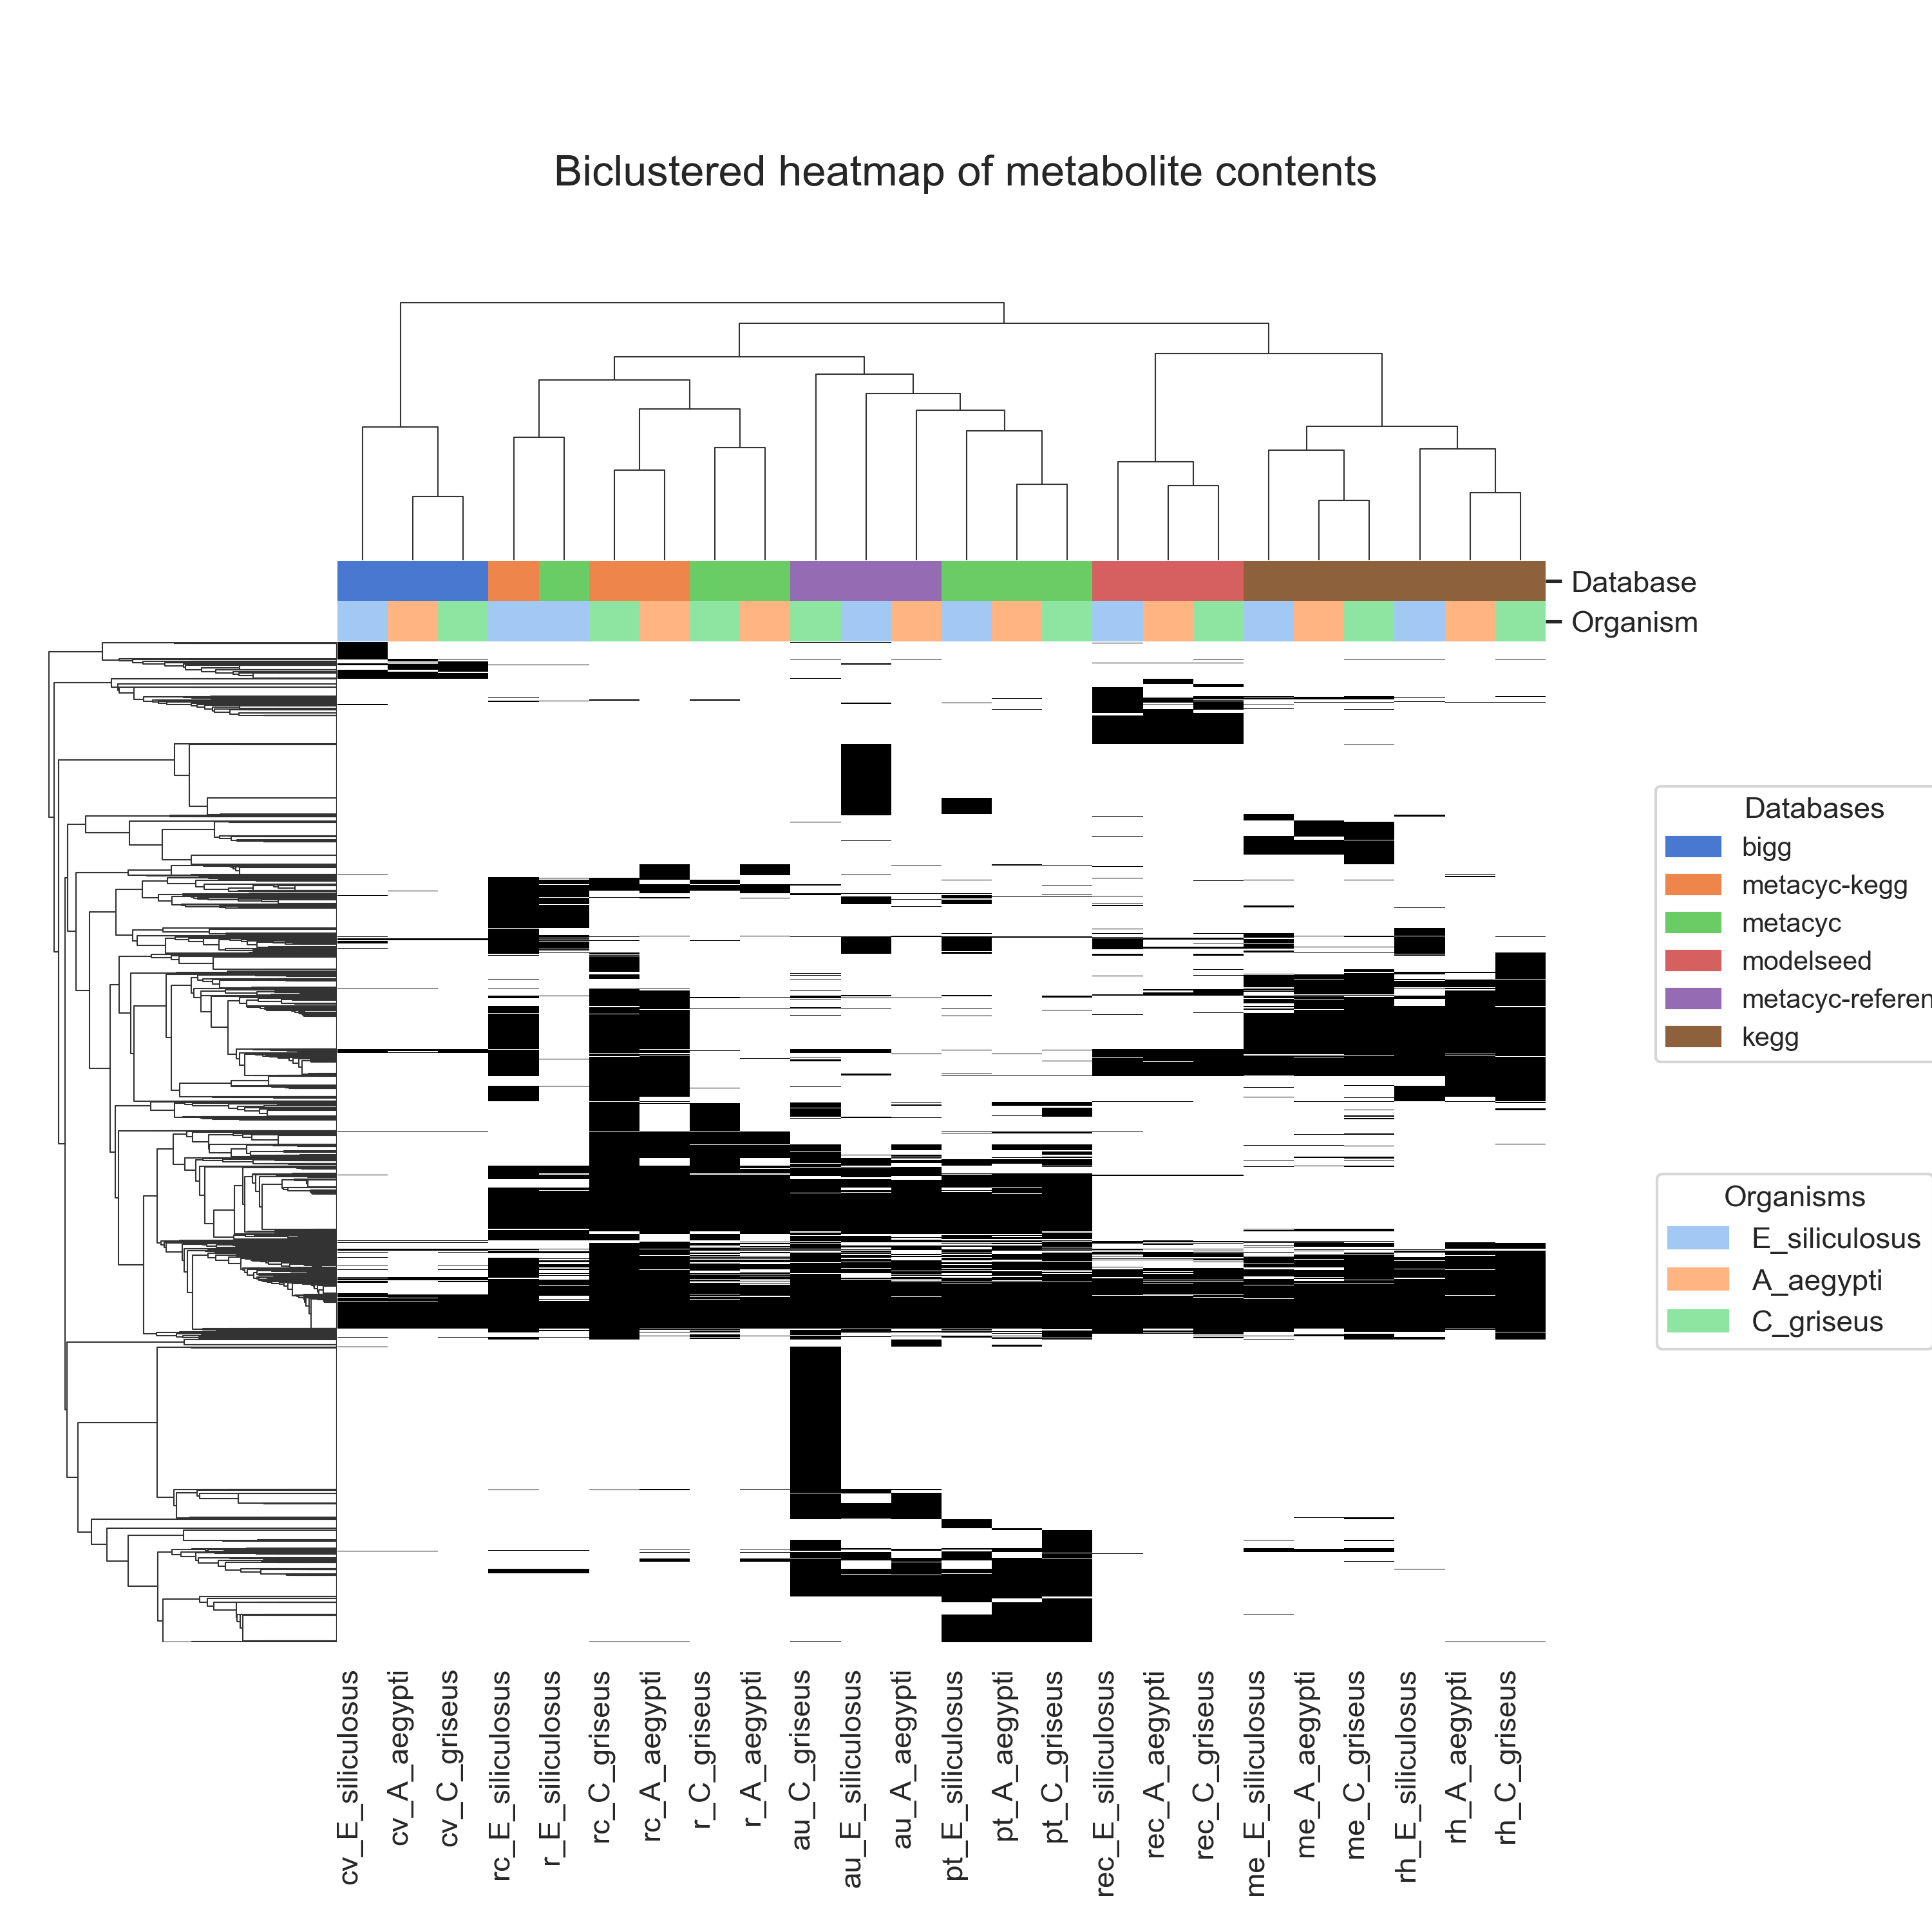 Biclustered heatmap of metabolite contents
Database
Organism
Databases
bigg
metacyc-kegg
metacyc
modelseed
metacyc-referen
kegg
Organisms
E_siliculosus
A_aegypti
C_griseus
cv_E_siliculosus
cv_A_aegypti
cv_C_griseus
rc_E_siliculosus
r_E_siliculosus
rc_C_griseus
rc_A_aegypti
r_C_griseus
r_A_aegypti
au_C_griseus
au_E_siliculosus
au_A_aegypti
pt_E_siliculosus
pt_A_aegypti
pt_C_griseus
rec_E_siliculosus
rec_A_aegypti
rec_C_griseus
me_E_siliculosus
me_A_aegypti
me_C_griseus
rh_E_siliculosus
rh_A_aegypti
rh_C_griseus